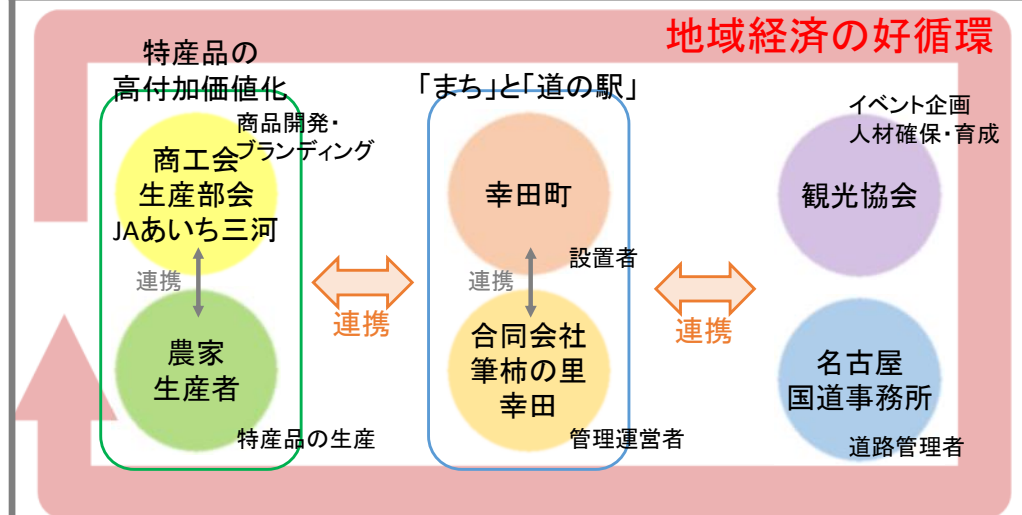 地域経済の好循環
特産品の
高付加価値化
商品開発・
ブランディング
商工会
生産部会
JAあいち三河
連携
農家
生産者
特産品の生産
連携
「まち」と「道の駅」
幸田町
設置者
連携
合同会社
筆柿の里
幸田
管理運営者
連携
イベント企画
人材確保・育成
観光協会
名古屋
国道事務所
道路管理者